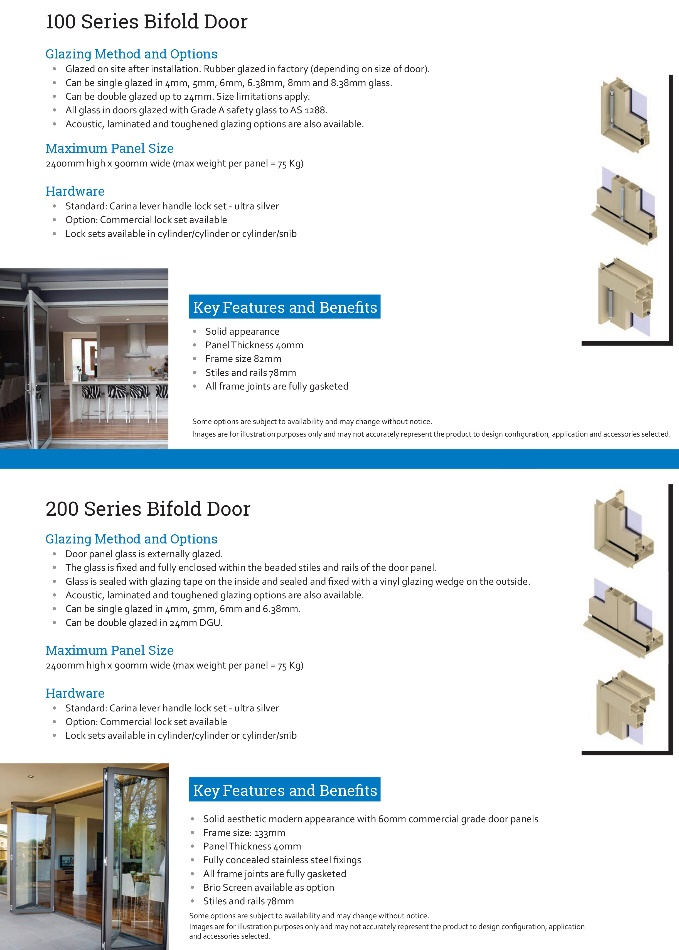 100 Series Bifold Door
Glazing Method and Options
• Glazed on site after installation. Rubber glazed in factory (depending on size of door).
• Can be single glazed in 4mm, 5mm, 6mm, 6.38mm, 8mm and 8.38mm glass.
• Can be double glazed up to 24mm. Size limitations apply.
• All glass in doors glazed with Grade A safety glass to AS 1288.
• Acoustic, laminated and toughened glazing options are also available.
Maximum Panel Size
2400mm high x 900mm wide (max weight per panel = 75 Kg)
Hardware
• Standard: Carina lever handle lock set - ultra silver
• Option: Commercial lock set available
• Lock sets available in cylinder/cylinder or cylinder/snib
Key Features and Benefits
• Solid appearance
• Panel Thickness 40mm
• Frame size 82mm
• Stiles and rails 78mm
• All frame joints are fully gasketed
Some options are subject to availability and may change without notice.
Images are for illustration purposes only and may not accurately represent the product to design configuration, application and accessories selected.
200 Series Bifold Door
Glazing Method and Options
• Door panel glass is externally glazed.
• The glass is fixed and fully enclosed within the beaded stiles and rails of the door panel.
• Glass is sealed with glazing tape on the inside and sealed and fixed with a vinyl glazing wedge on the outside.
• Acoustic, laminated and toughened glazing options are also available.
• Can be single glazed in 4mm, 5mm, 6mm and 6.38mm.
• Can be double glazed in 24mm DGU.
Maximum Panel Size
2400mm high x 900mm wide (max weight per panel = 75 Kg)
Hardware
• Standard: Carina lever handle lock set - ultra silver
• Option: Commercial lock set available
• Lock sets available in cylinder/cylinder or cylinder/snib
Key Features and Benefits
• Solid aesthetic modern appearance with 60mm commercial grade door panels
• Frame size: 133mm
• Panel Thickness 40mm
• Fully concealed stainless steel fixings
• All frame joints are fully gasketed
• Brio Screen available as option
• Stiles and rails 78mm
Some options are subject to availability and may change without notice.
Images are for illustration purposes only and may not accurately represent the product to design configuration, application
and accessories selected.